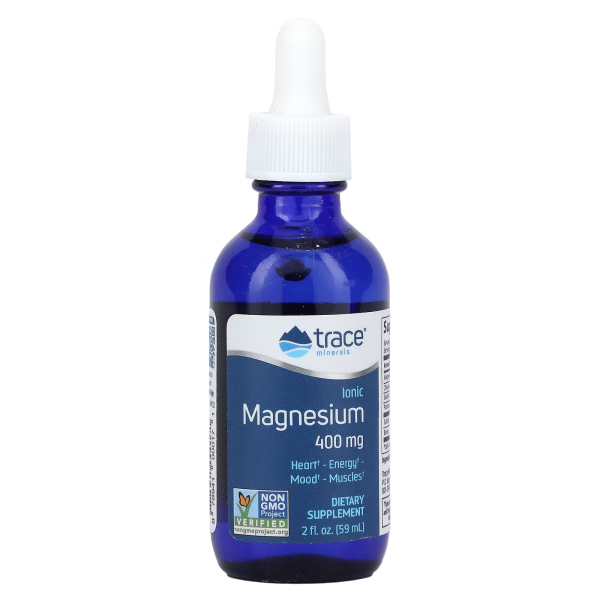 trace®
minerals
Ionic
Magnesium
400 mg
Heart† - Energy† -
Mood† - Muscles†
NON
GMO
Project
VERIFIED
nongmoproject.org
DIETARY
SUPPLEMENT
2 fl. oz. (59 mL)